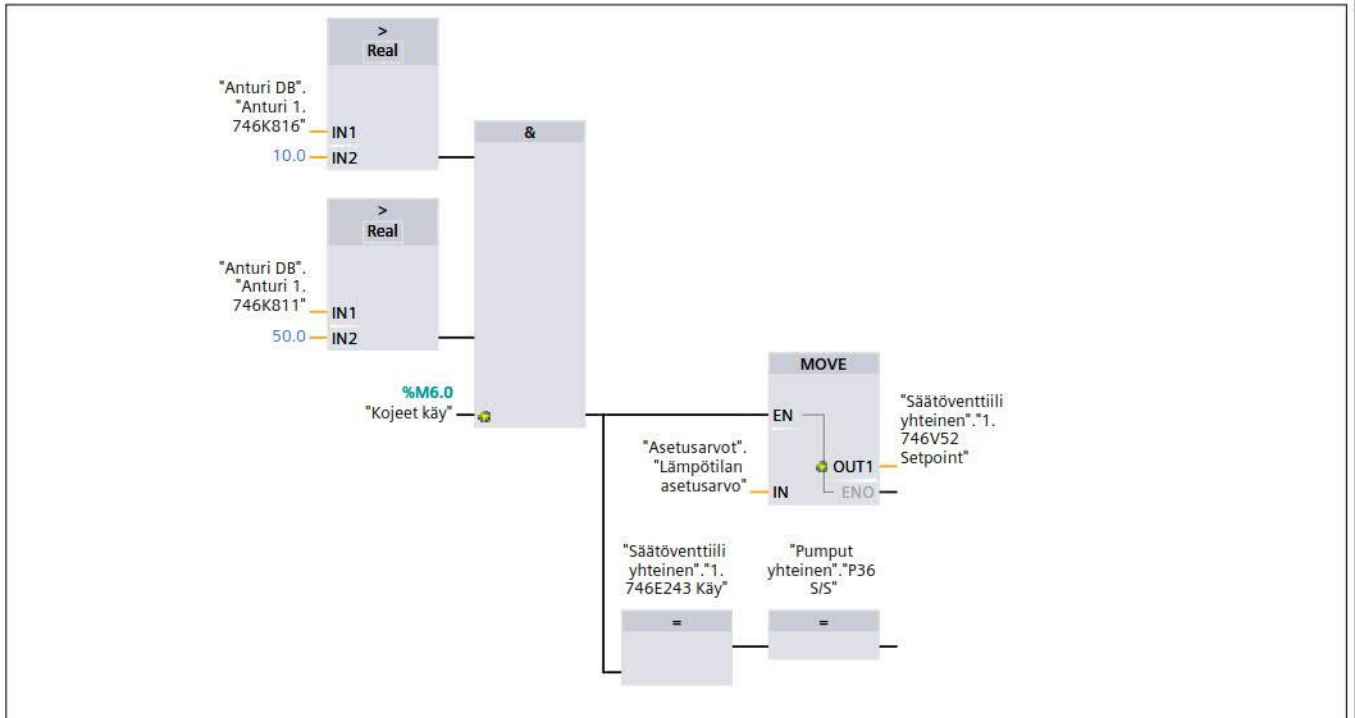 >
Real
"Anturi DB".
"Anturi 1.
746K816"
IN1
10.0
IN2
&
>
Real
"Anturi DB".
"Anturi 1.
746K811"
IN1
50.0
IN2
%M6.0
"Kojeet käy"
MOVE
EN
"Säätöventtiili
yhteinen"."1.
746V52
Setpoint"
"Asetusarvot".
"Lämpötilan
asetusarvo"
OUT1
IN
ENO
"Säätöventtiili
yhteinen"."1.
746E243 Käy"
=
"Pumput
yhteinen"."P36
S/S"
=